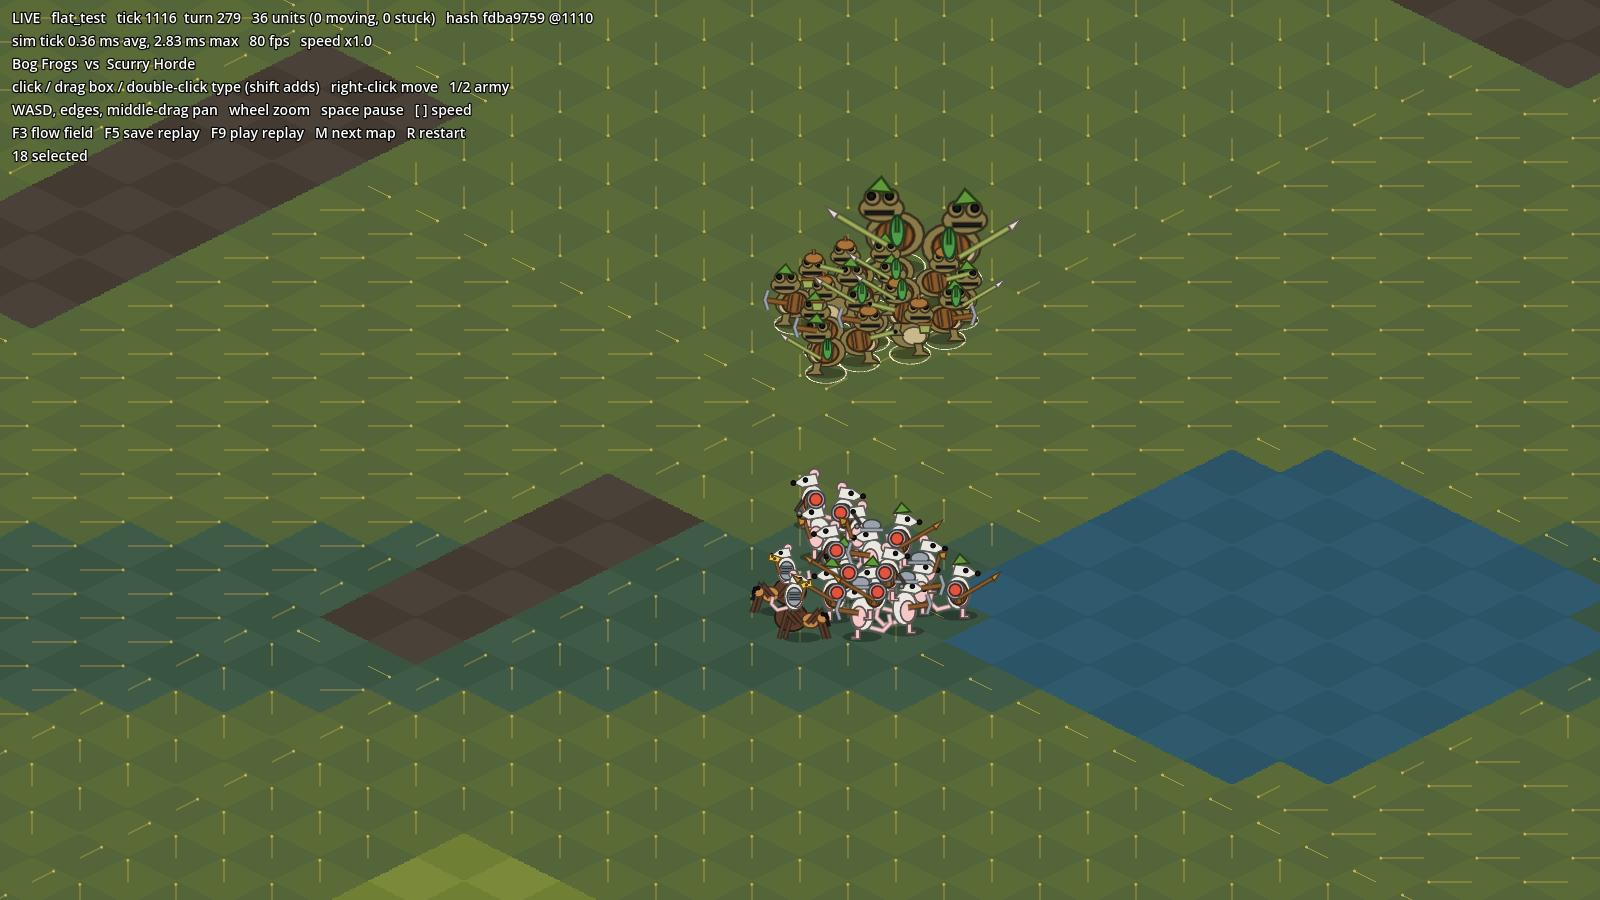 LIVE   flat_test   tick 1116  turn 279   36 units (0 moving, 0 stuck)   hash fdba9759 @1110
sim tick 0.36 ms avg, 2.83 ms max   80 fps   speed x1.0
Bog Frogs  vs  Scurry Horde
click / drag box / double-click type (shift adds)   right-click move   1/2 army
WASD, edges, middle-drag pan   wheel zoom   space pause   [ ] speed
F3 flow field   F5 save replay   F9 play replay   M next map   R restart
18 selected